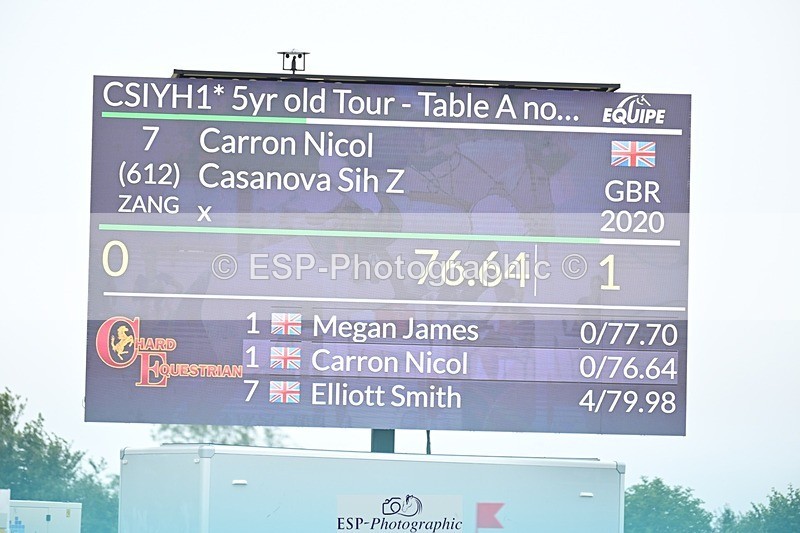 CSIYH1* 5yr old Tour - Table A no...
EQUIPE
7 Carron Nicol
(612) Casanova Sih Z
GBR
ZANG x
2020
0 76.64 1
© ESP-Photographic ©
CHARD EQUESTRIAN
1 Megan James 0/77.70
1 Carron Nicol 0/76.64
7 Elliott Smith 4/79.98
ESP-Photographic